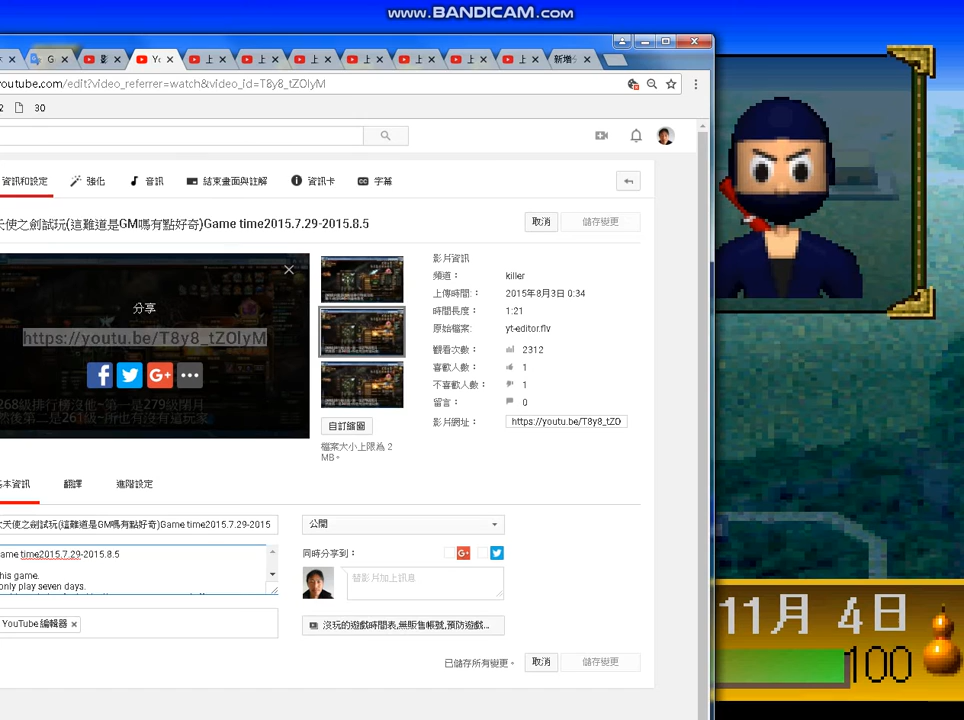 www.BANDICAM.com
youtube.com/edit?video_referrer=watch&video_id=T8y8_tZOlyM
2 30
資訊和設定 強化 音訊 結束畫面與註解 資訊卡 字幕
天使之劍試玩(這難道是GM嗎有點好奇)Game time2015.7.29-2015.8.5 取消 儲存變更
影片資訊
頻道： killer
上傳時間： 2015年8月3日 0:34
時間長度： 1:21
原始檔案: yt-editor.flv
觀看次數： 2312
喜歡人數： 1
不喜歡人數： 1
留言： 0
影片網址： https://youtu.be/T8y8_tZO
分享
https://youtu.be/T8y8_tZOlyM
268級排行榜沒他~第一是279級閉月
然後第二是261級~所也有沒有這玩家
自訂縮圖
檔案大小上限為 2
MB。
基本資訊 翻譯 進階設定
大天使之劍試玩(這難道是GM嗎有點好奇)Game time2015.7.29-2015 公開
ame time2015.7.29-2015.8.5
his game.
only play seven days.
同時分享到：
替影片加上訊息
YouTube 編輯器 ×
沒玩的遊戲時間表,無販售帳號,預防遊戲...
已儲存所有變更。 取消 儲存變更
11月 4日
100